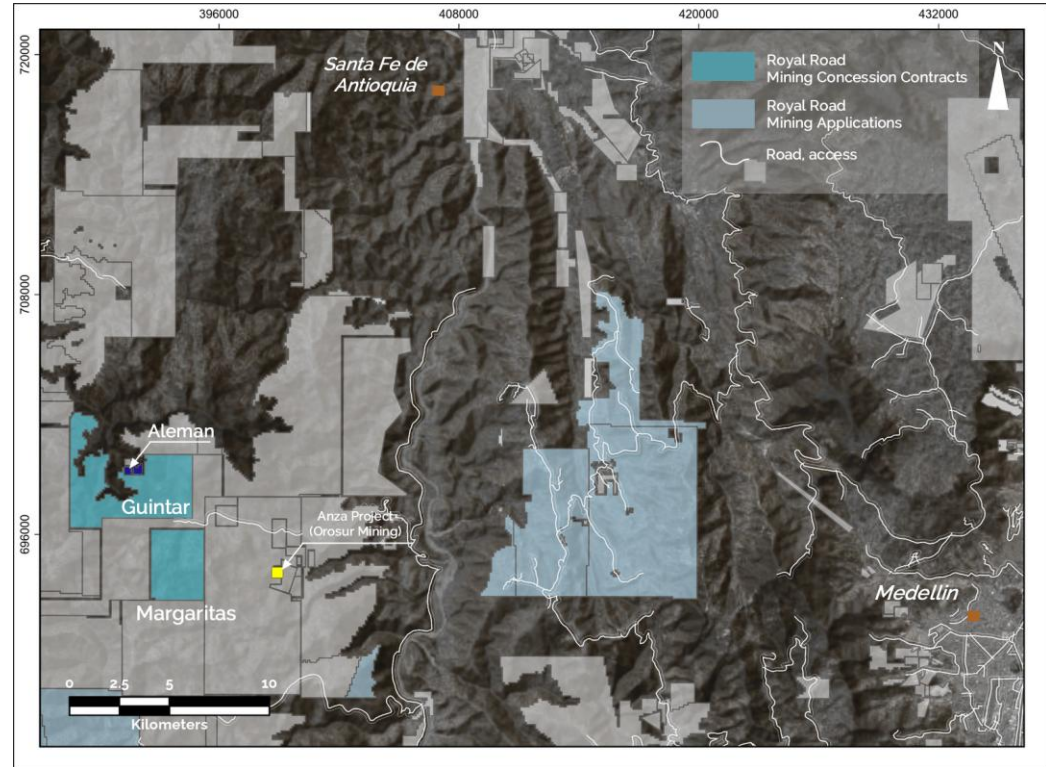 396000
408000
420000
432000
720000
708000
696000
Santa Fe de
Antioquia
Royal Road
Mining Concession Contracts
Royal Road
Mining Applications
Road, access
N
Aleman
Guintar
Anza Project
(Orosur Mining)
Margaritas
Medellin
0
2.5
5
10
Kilometers